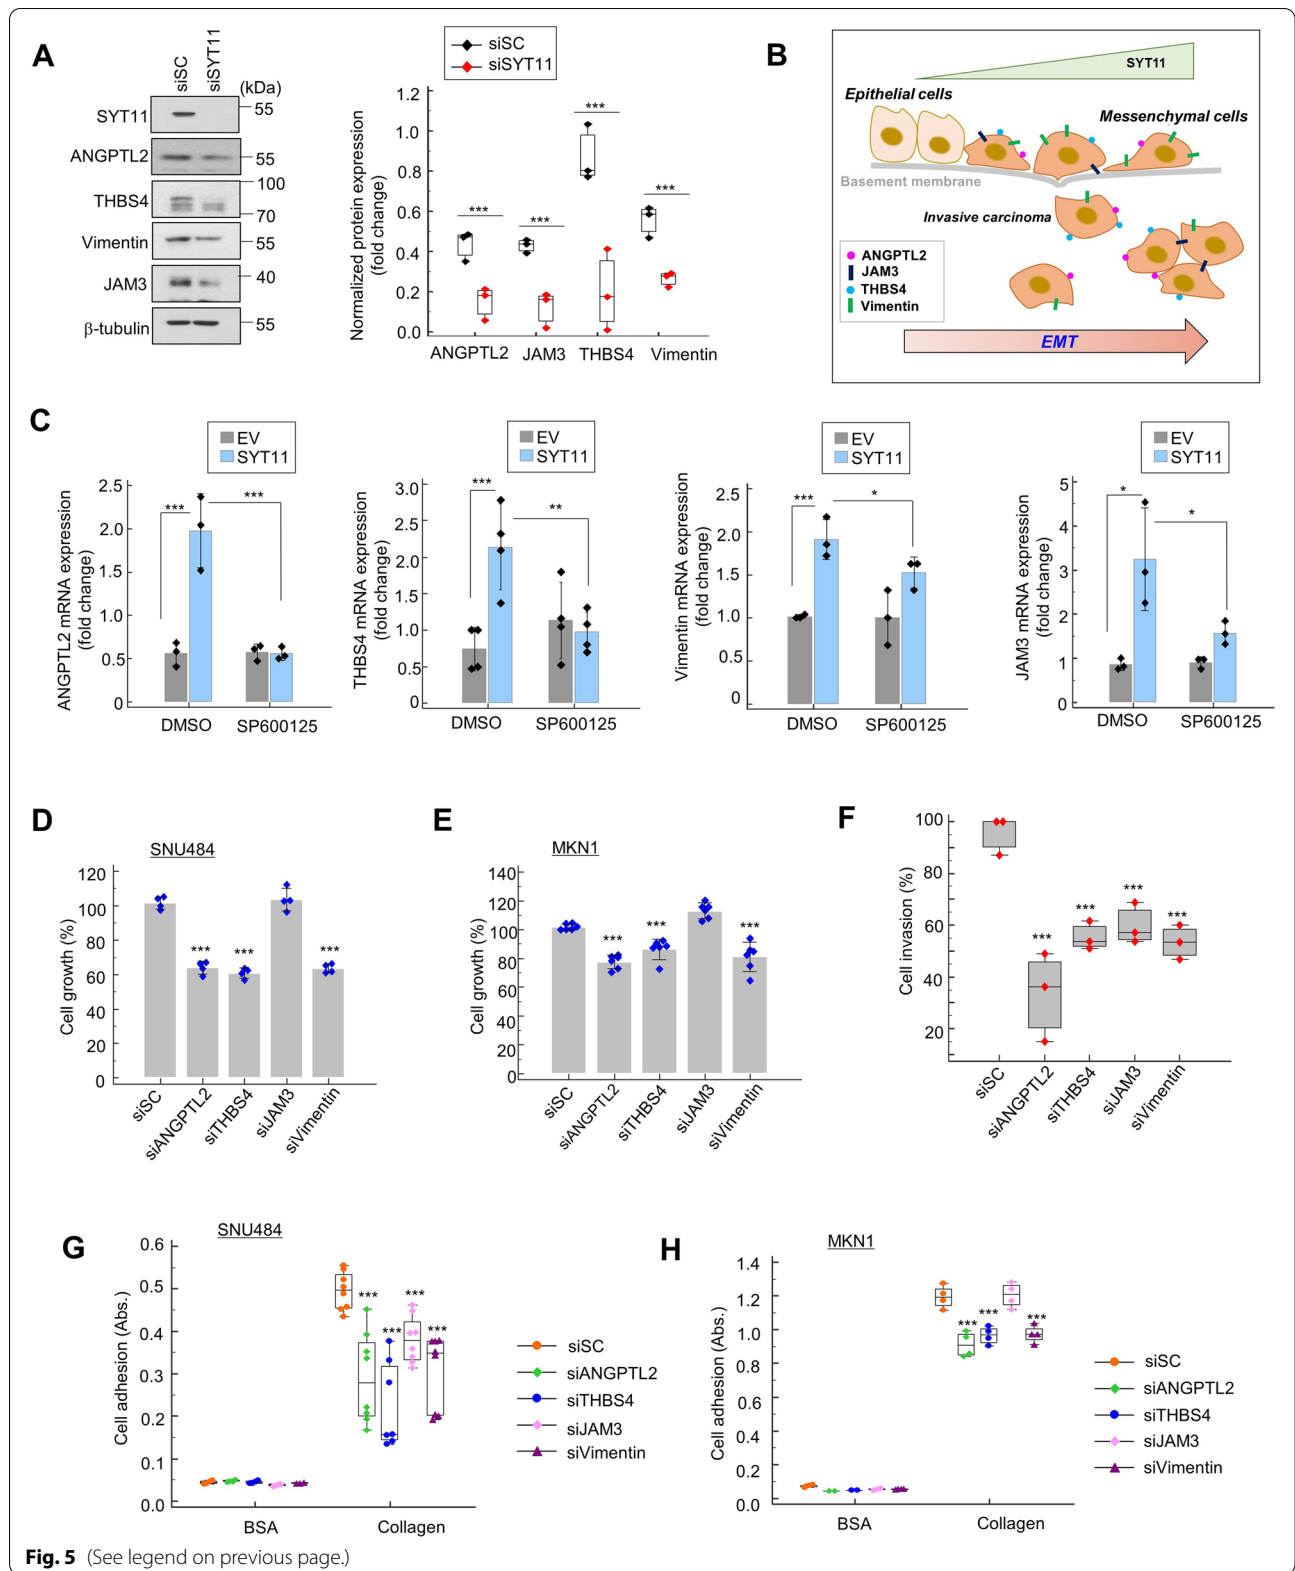 A
siSC
siSYT11
(kDa)
SYT11
55
ANGPTL2
55
THBS4
100
70
Vimentin
55
JAM3
40
β-tubulin
55
siSC
siSYT11
Normalized protein expression
(fold change)
1.2
1.0
0.8
0.6
0.4
0.2
0.0
***
***
***
***
ANGPTL2
JAM3
THBS4
Vimentin
B
SYT11
Epithelial cells
Messenchymal cells
Basement membrane
Invasive carcinoma
ANGPTL2
JAM3
THBS4
Vimentin
EMT
C
EV
SYT11
ANGPTL2 mRNA expression
(fold change)
2.5
2.0
1.5
1.0
0.5
0
***
***
DMSO
SP600125
EV
SYT11
THBS4 mRNA expression
(fold change)
3.0
2.5
2.0
1.5
1.0
0.5
0
***
**
DMSO
SP600125
EV
SYT11
Vimentin mRNA expression
(fold change)
2.5
2.0
1.5
1.0
0.5
0
***
*
DMSO
SP600125
EV
SYT11
JAM3 mRNA expression
(fold change)
5
4
3
2
1
0
*
*
DMSO
SP600125
D
SNU484
Cell growth (%)
120
100
80
60
40
20
0
***
***
***
siSC
siANGPTL2
siTHBS4
siJAM3
siVimentin
E
MKN1
Cell growth (%)
140
120
100
80
60
40
20
0
***
***
***
siSC
siANGPTL2
siTHBS4
siJAM3
siVimentin
F
Cell invasion (%)
100
80
60
40
20
***
***
***
***
siSC
siANGPTL2
siTHBS4
siJAM3
siVimentin
G
SNU484
Cell adhesion (Abs.)
0.6
0.5
0.4
0.3
0.2
0.1
0.0
***
***
***
***
BSA
Collagen
siSC
siANGPTL2
siTHBS4
siJAM3
siVimentin
H
MKN1
Cell adhesion (Abs.)
1.4
1.2
1.0
0.8
0.6
0.4
0.2
0.0
***
***
***
BSA
Collagen
siSC
siANGPTL2
siTHBS4
siJAM3
siVimentin
Fig. 5 (See legend on previous page.)